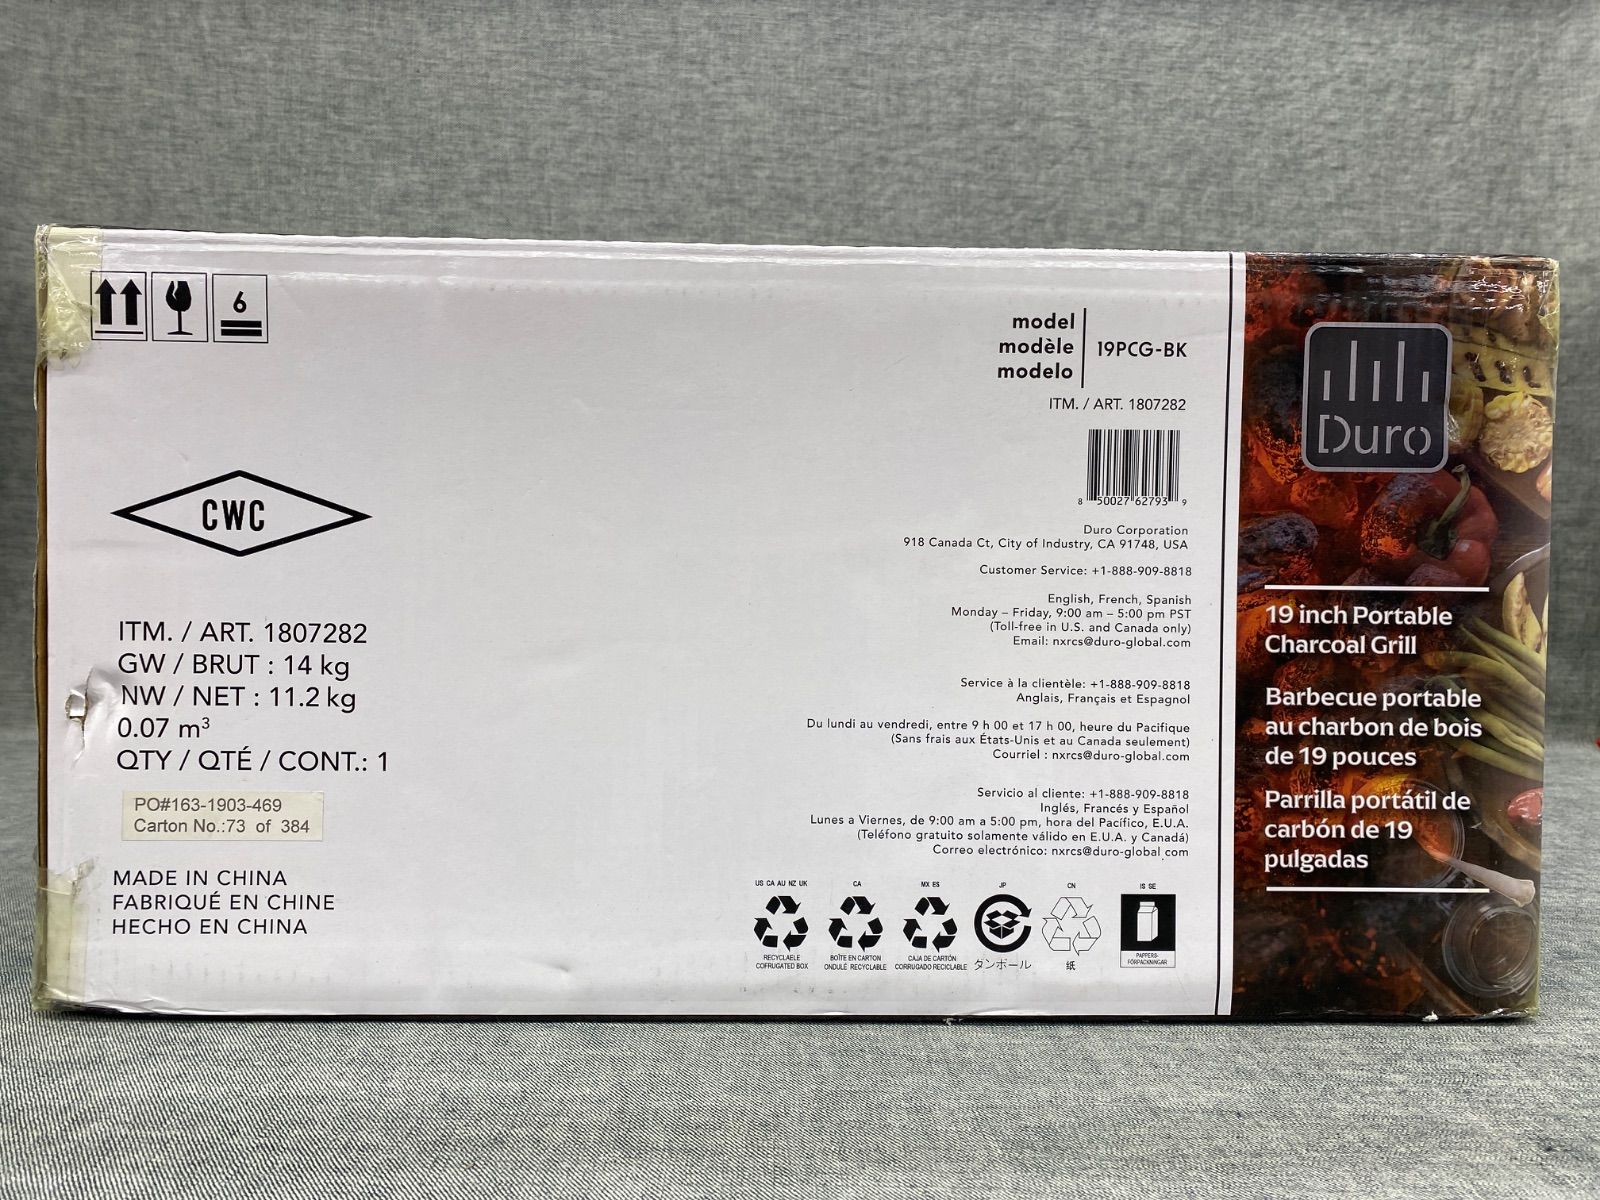 6
model
modèle
modelo
19PCG-BK
ITM. / ART. 1807282
8 50027 62793 9
Duro Corporation
918 Canada Ct, City of Industry, CA 91748, USA
Customer Service: +1-888-909-8818
English, French, Spanish
Monday – Friday, 9:00 am – 5:00 pm PST
(Toll-free in U.S. and Canada only)
Email: nxrcs@duro-global.com
Service à la clientèle: +1-888-909-8818
Anglais, Français et Espagnol
Du lundi au vendredi, entre 9 h 00 et 17 h 00, heure du Pacifique
(Sans frais aux États-Unis et au Canada seulement)
Courriel : nxrcs@duro-global.com
Servicio al cliente: +1-888-909-8818
Inglés, Francés y Español
Lunes a Viernes, de 9:00 am a 5:00 pm, hora del Pacífico, E.U.A.
(Teléfono gratuito solamente válido en E.U.A. y Canadá)
Correo electrónico: nxrcs@duro-global com
US CA AU NZ UK
RECYCLAELE
COFRUGATED BOX
CA
BOÎTE EN CARTON
ONDULÉ RECYCLABLE
MX ES
CAJA DE CARTÓN
CORRUGADO RECICLABLE
JP
ダンボール
CN
纸
IS SE
PAPPERS-
FÖRPACKNINGAR
CWC
ITM. / ART. 1807282
GW / BRUT : 14 kg
NW / NET : 11.2 kg
0.07 m³
QTY / QTÉ / CONT.: 1
PO#163-1903-469
Carton No.:73 of 384
MADE IN CHINA
FABRIQUÉ EN CHINE
HECHO EN CHINA
Duro
19 inch Portable
Charcoal Grill
Barbecue portable
au charbon de bois
de 19 pouces
Parrilla portátil de
carbón de 19
pulgadas